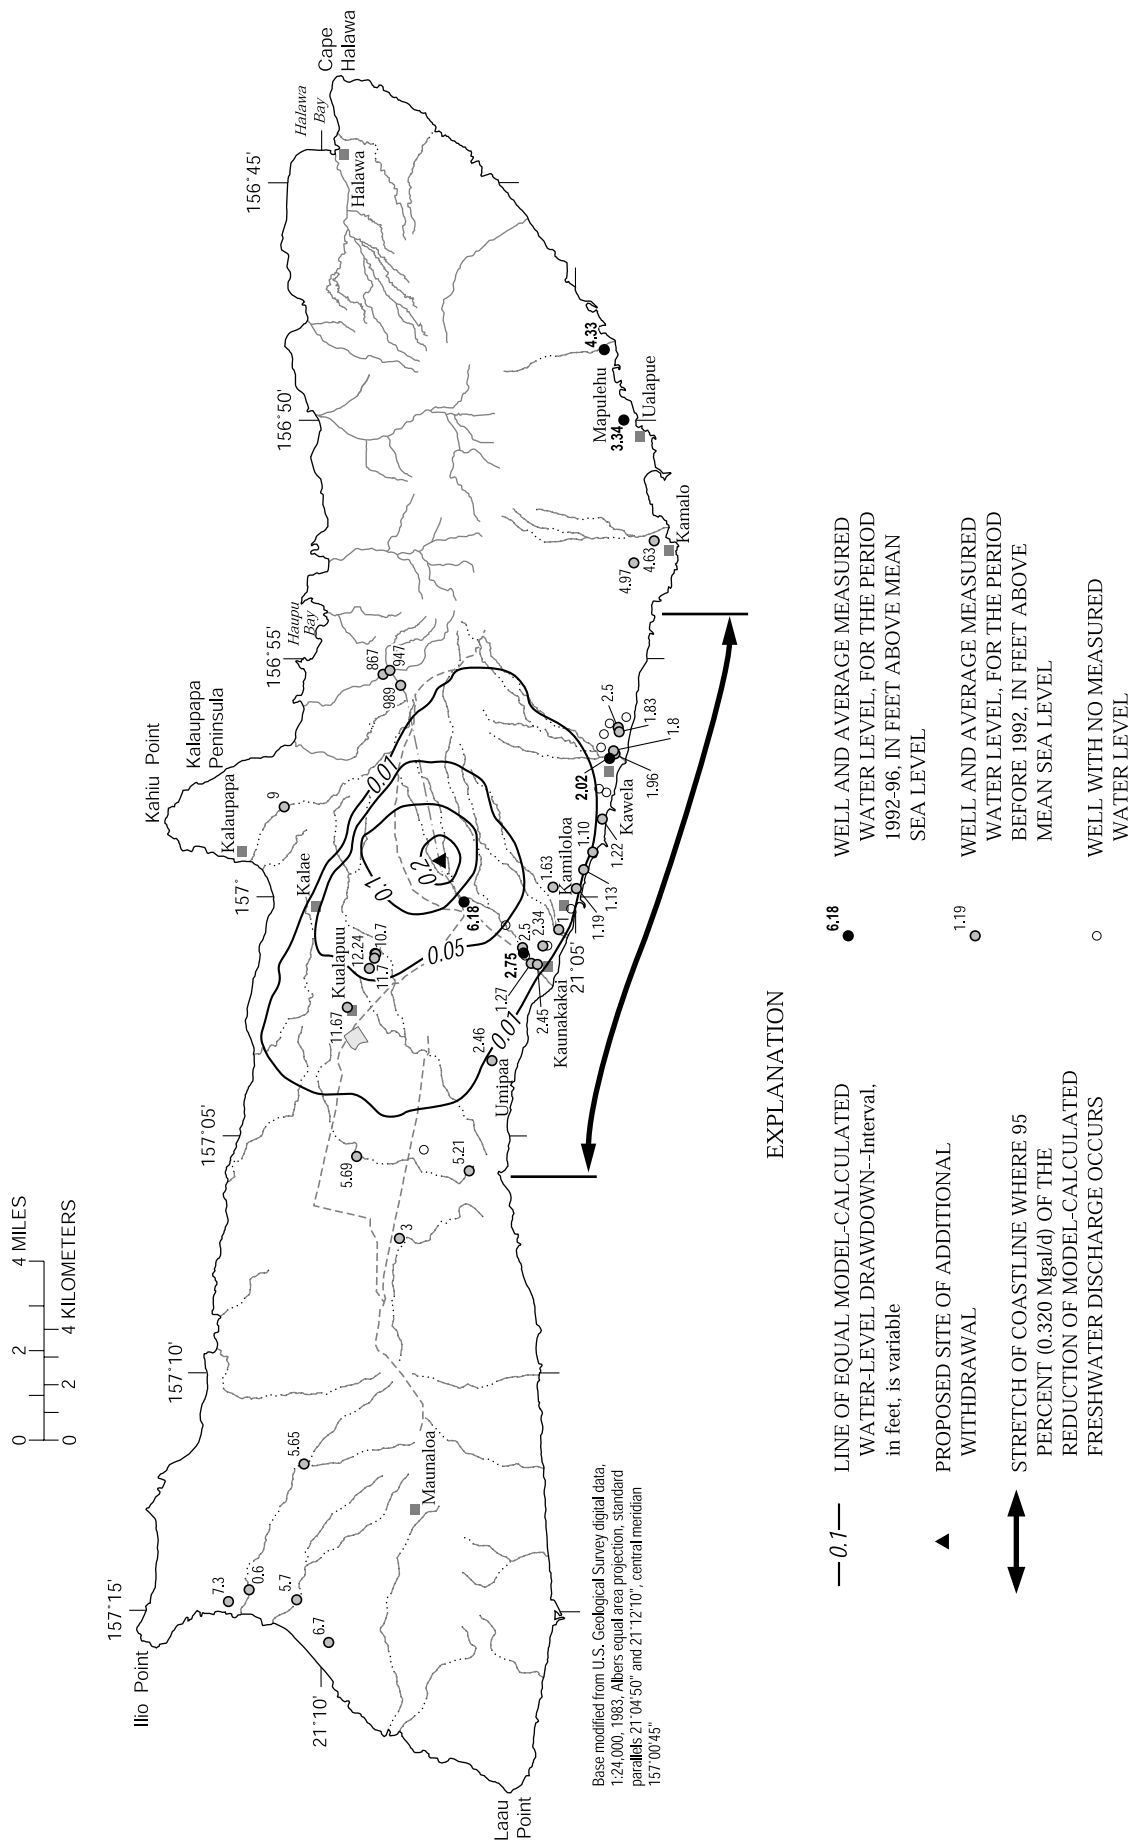 0 2 4 MILES
0 2 4 KILOMETERS
Ilio Point
157°15'
157°10'
157°05'
157°
156°55'
156°50'
156°45'
Kahiu Point
Kalaupapa
Peninsula
Kalaupapa
Haupu
Bay
Halawa
Bay
Cape
Halawa
Halawa
7.3
0.6
5.7
6.7
5.65
21°10'
Maunaloa
Laau
Point
3
5.69
5.21
Umipaa
2.46
11.67
Kualapuu
12.24
11.7
10.7
Kalae
9
867
947
989
0.01
0.05
0.1
0.2
0.01
6.18
2.75
2.5
2.34
1.27
2.45
Kaunakakai
21°05'
1
1.63
Kamiloloa
1.19
1.13
1.10
1.22
Kawela
2.02
1.96
1.8
1.83
2.5
4.97
4.63
Kamalo
3.34
Ualapue
Mapulehu
4.33
Base modified from U.S. Geological Survey digital data,
1:24,000, 1983, Albers equal area projection, standard
parallels 21°04'50" and 21°12'10", central meridian
157°00'45"
EXPLANATION
0.1
LINE OF EQUAL MODEL-CALCULATED
WATER-LEVEL DRAWDOWN--Interval,
in feet, is variable
PROPOSED SITE OF ADDITIONAL
WITHDRAWAL
STRETCH OF COASTLINE WHERE 95
PERCENT (0.320 Mgal/d) OF THE
REDUCTION OF MODEL-CALCULATED
FRESHWATER DISCHARGE OCCURS
6.18
WELL AND AVERAGE MEASURED
WATER LEVEL, FOR THE PERIOD
1992-96, IN FEET ABOVE MEAN
SEA LEVEL
1.19
WELL AND AVERAGE MEASURED
WATER LEVEL, FOR THE PERIOD
BEFORE 1992, IN FEET ABOVE
MEAN SEA LEVEL
WELL WITH NO MEASURED
WATER LEVEL